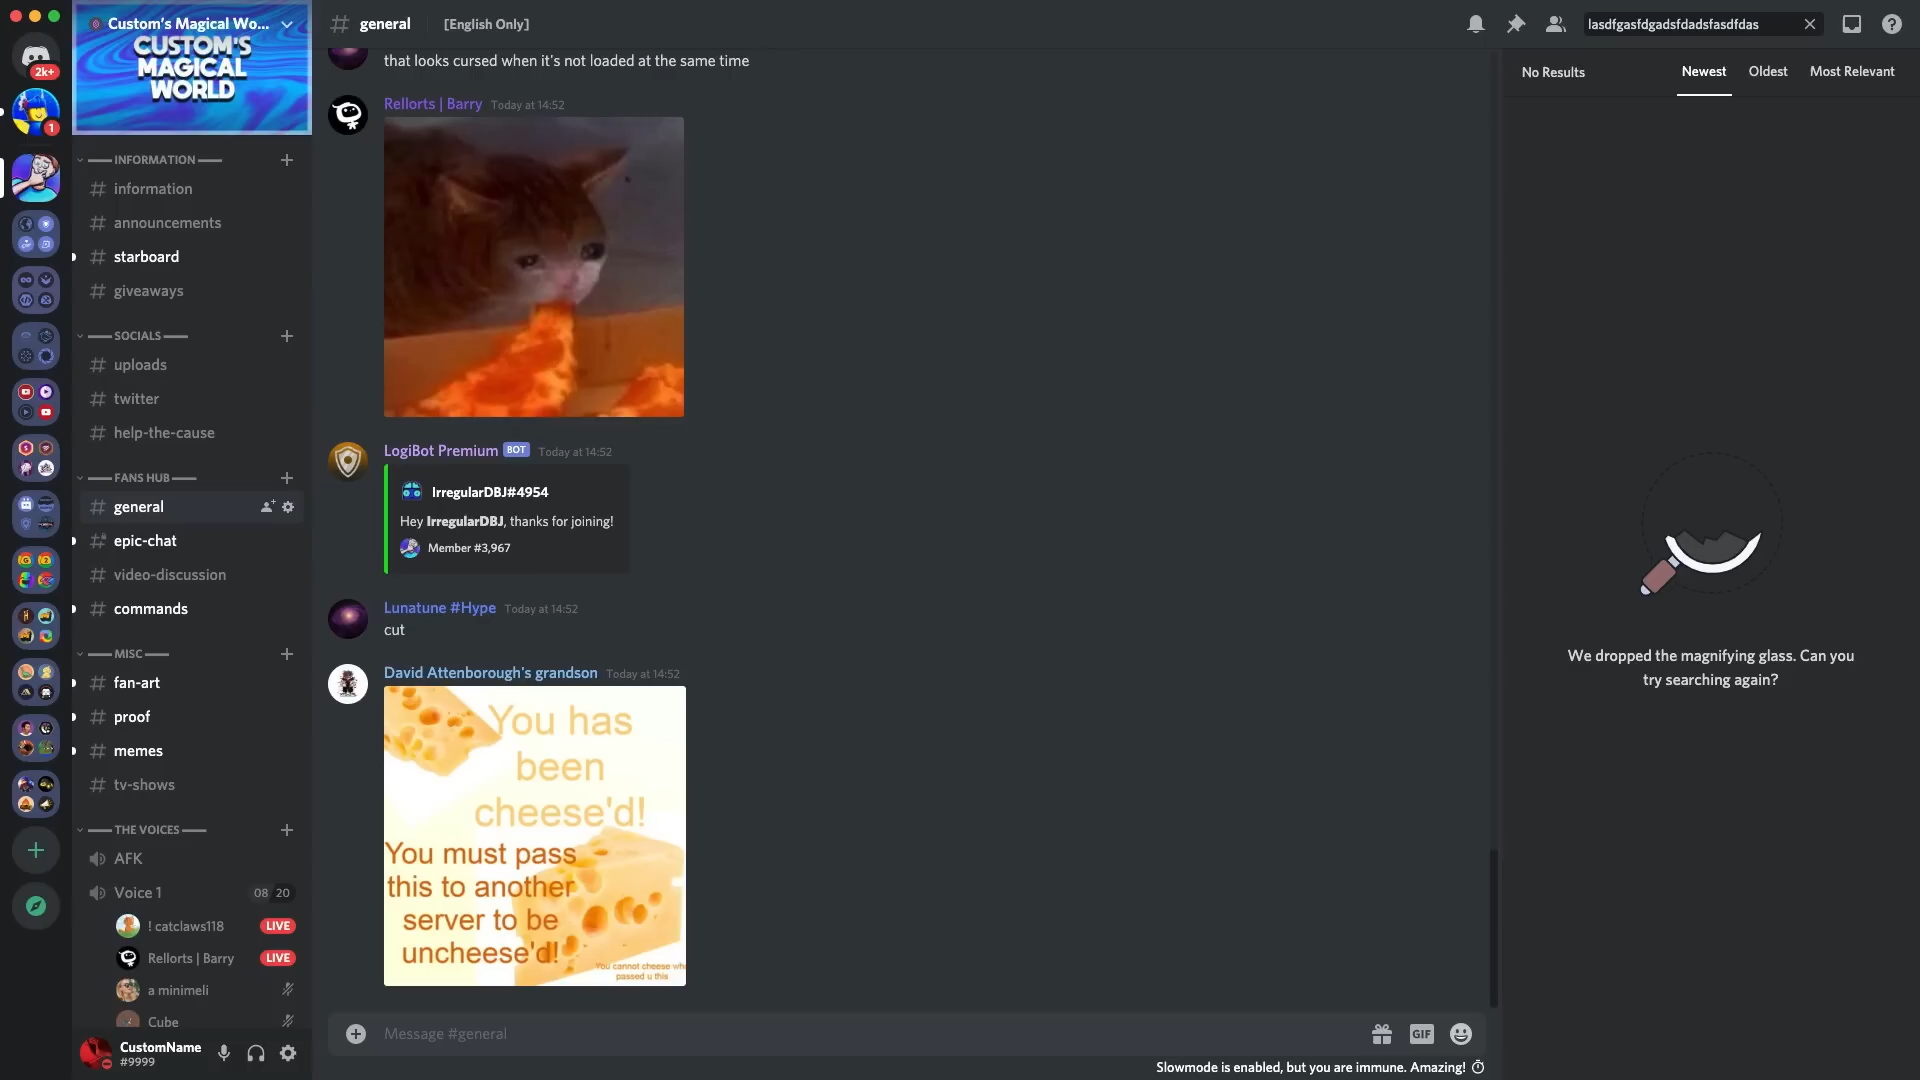 2k+
1
Custom's Magical Wo...
CUSTOM'S
MAGICAL
WORLD
INFORMATION
information
announcements
starboard
giveaways
SOCIALS
uploads
twitter
help-the-cause
FANS HUB
general
epic-chat
video-discussion
commands
MISC
fan-art
proof
memes
tv-shows
THE VOICES
AFK
Voice 1 08 20
! catclaws118 LIVE
Rellorts | Barry LIVE
a minimeli
Cube
CustomName
#9999
general [English Only]
lasdfgasfdgadsfdadsfasdfdas
that looks cursed when it's not loaded at the same time
Rellorts | Barry Today at 14:52
LogiBot Premium BOT Today at 14:52
IrregularDBJ#4954
Hey IrregularDBJ, thanks for joining!
Member #3,967
Lunatune #Hype Today at 14:52
cut
David Attenborough's grandson Today at 14:52
You has
been
cheese'd!
You must pass
this to another
server to be
uncheese'd!
You cannot cheese who
passed u this
Message #general
GIF
Slowmode is enabled, but you are immune. Amazing!
No Results
Newest
Oldest
Most Relevant
We dropped the magnifying glass. Can you
try searching again?